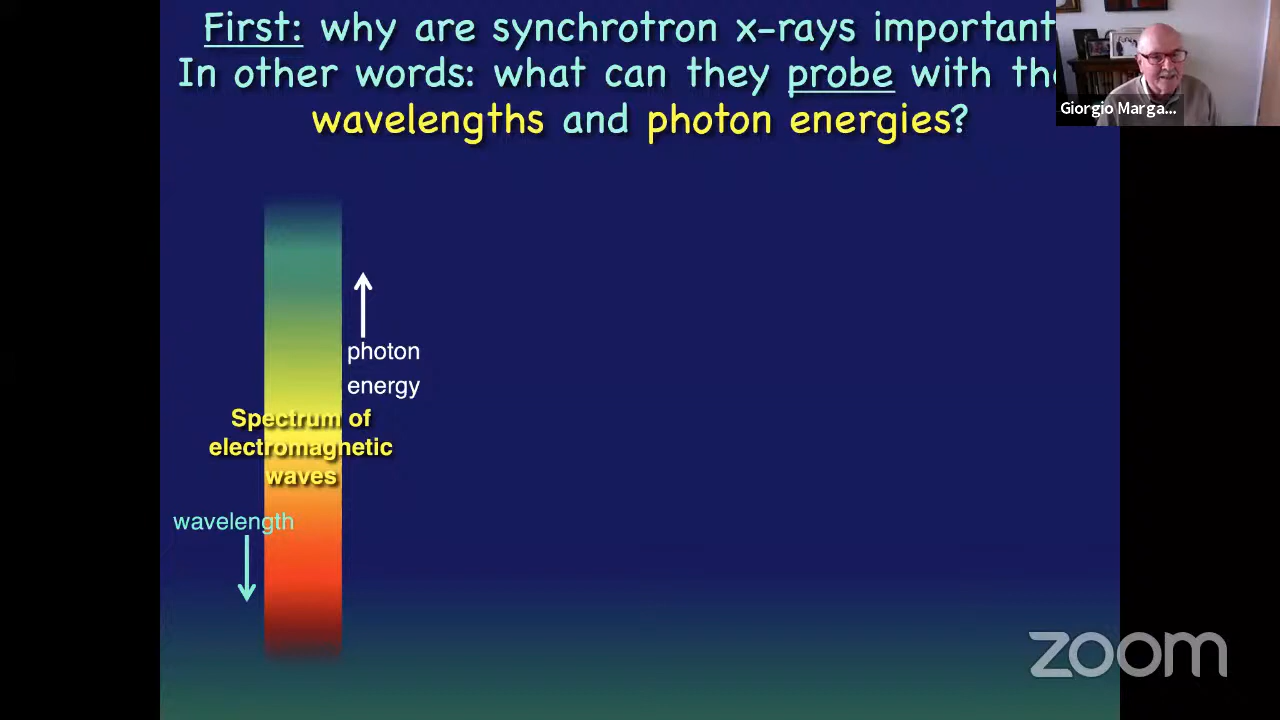 First: why are synchrotron x-rays important
In other words: what can they probe with
wavelengths and photon energies?
Giorgio Marga...
photon
energy
Spectrum of
electromagnetic
waves
wavelength
zoom